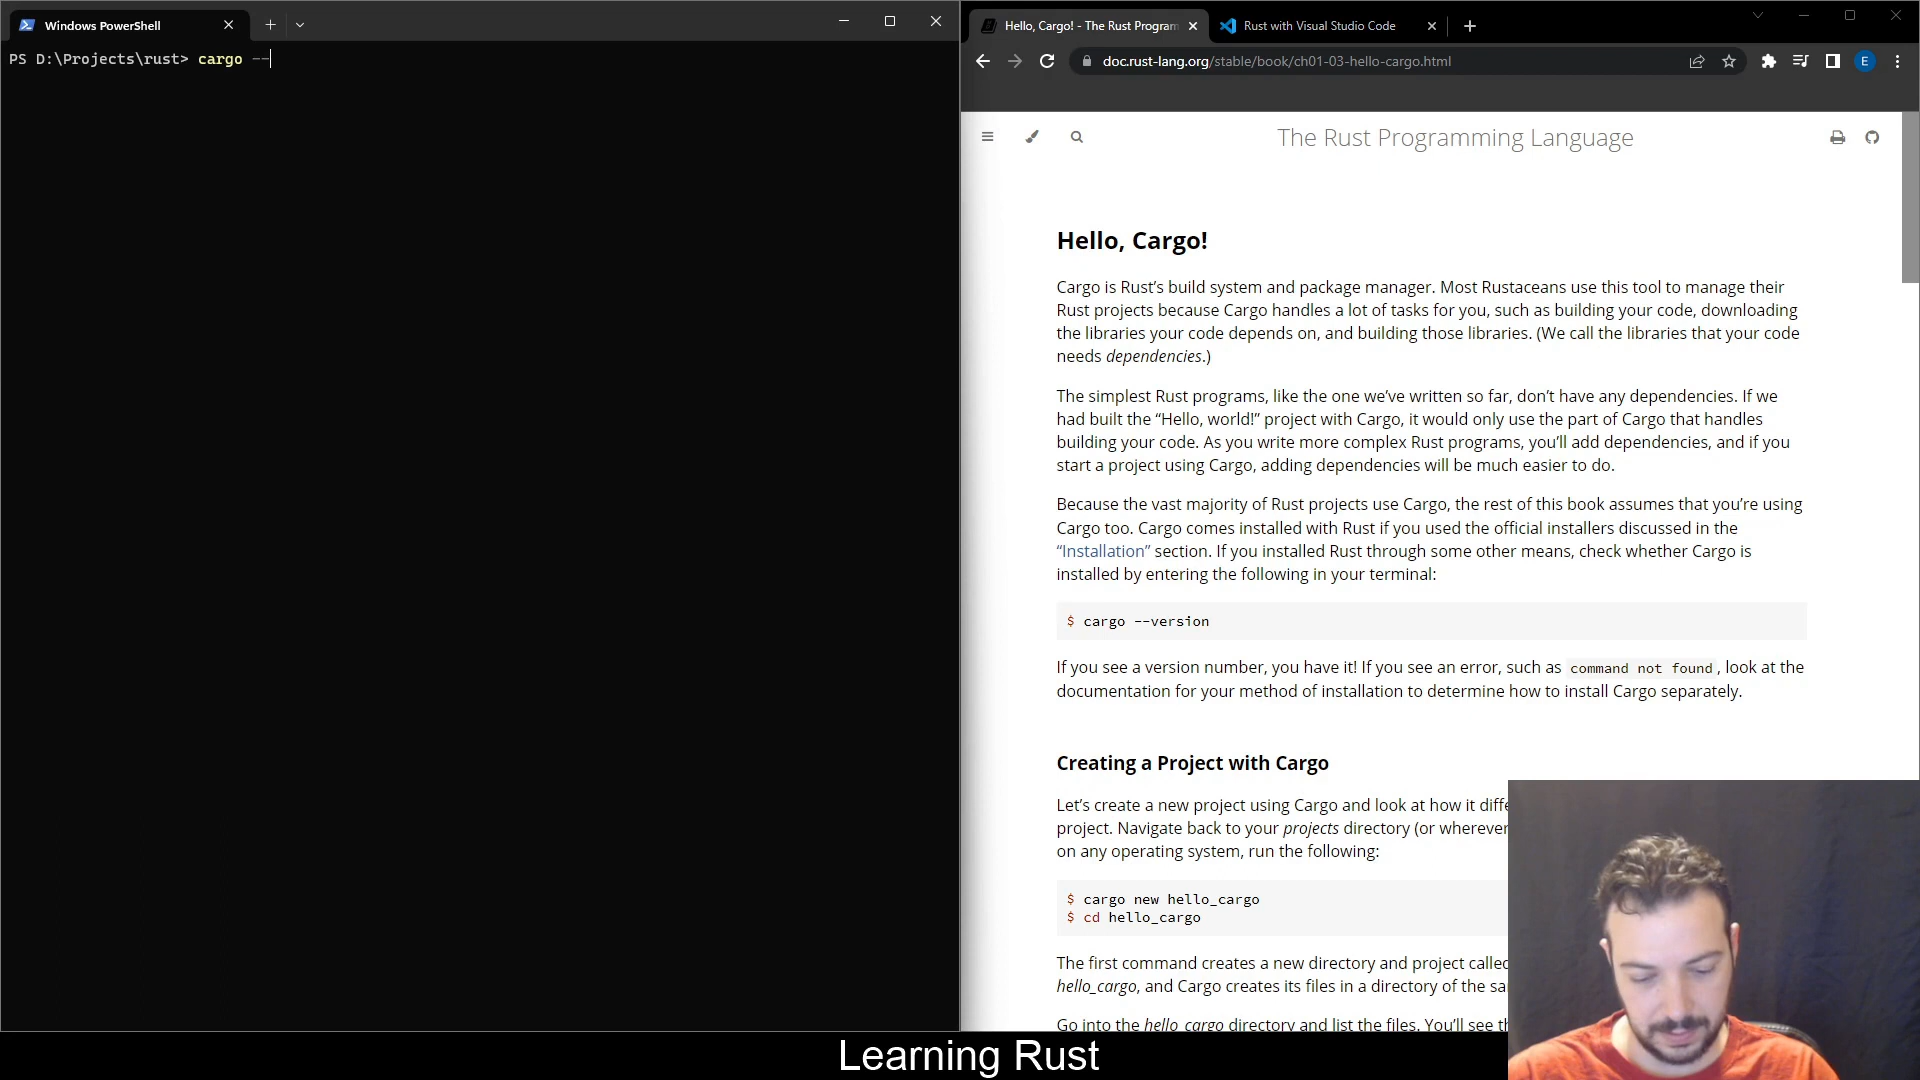 Windows PowerShell
PS D:\Projects\rust> cargo --
Hello, Cargo! - The Rust Program
Rust with Visual Studio Code
doc.rust-lang.org/stable/book/ch01-03-hello-cargo.html
E
The Rust Programming Language
Hello, Cargo!
Cargo is Rust’s build system and package manager. Most Rustaceans use this tool to manage their
Rust projects because Cargo handles a lot of tasks for you, such as building your code, downloading
the libraries your code depends on, and building those libraries. (We call the libraries that your code
needs dependencies.)
The simplest Rust programs, like the one we’ve written so far, don’t have any dependencies. If we
had built the “Hello, world!” project with Cargo, it would only use the part of Cargo that handles
building your code. As you write more complex Rust programs, you’ll add dependencies, and if you
start a project using Cargo, adding dependencies will be much easier to do.
Because the vast majority of Rust projects use Cargo, the rest of this book assumes that you’re using
Cargo too. Cargo comes installed with Rust if you used the official installers discussed in the
“Installation” section. If you installed Rust through some other means, check whether Cargo is
installed by entering the following in your terminal:
$ cargo --version
If you see a version number, you have it! If you see an error, such as command not found, look at the
documentation for your method of installation to determine how to install Cargo separately.
Creating a Project with Cargo
Let’s create a new project using Cargo and look at how it diffe
project. Navigate back to your projects directory (or wherever
on any operating system, run the following:
$ cargo new hello_cargo
$ cd hello_cargo
The first command creates a new directory and project called
hello_cargo, and Cargo creates its files in a directory of the sa
Go into the hello_cargo directory and list the files. You’ll see th
Learning Rust